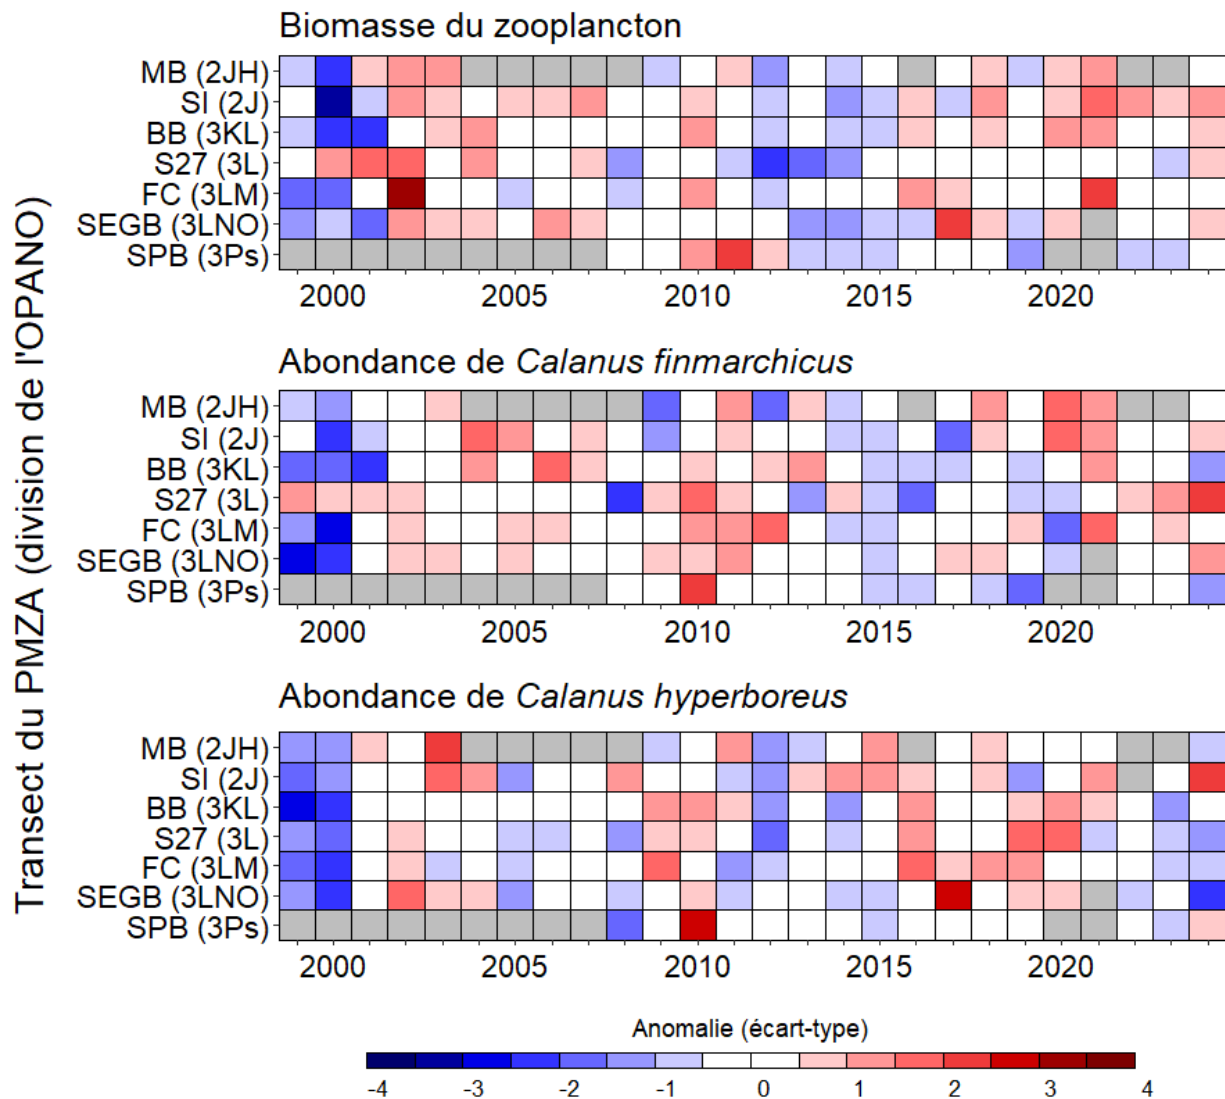 Biomasse du zooplancton
MB (2JH)
SI (2J)
BB (3KL)
S27 (3L)
FC (3LM)
SEGB (3LNO)
SPB (3Ps)
2000 2005 2010 2015 2020
Abondance de Calanus finmarchicus
MB (2JH)
SI (2J)
BB (3KL)
S27 (3L)
FC (3LM)
SEGB (3LNO)
SPB (3Ps)
2000 2005 2010 2015 2020
Abondance de Calanus hyperboreus
MB (2JH)
SI (2J)
BB (3KL)
S27 (3L)
FC (3LM)
SEGB (3LNO)
SPB (3Ps)
2000 2005 2010 2015 2020
Transect du PMZA (division de l'OPANO)
Anomalie (écart-type)
-4 -3 -2 -1 0 1 2 3 4